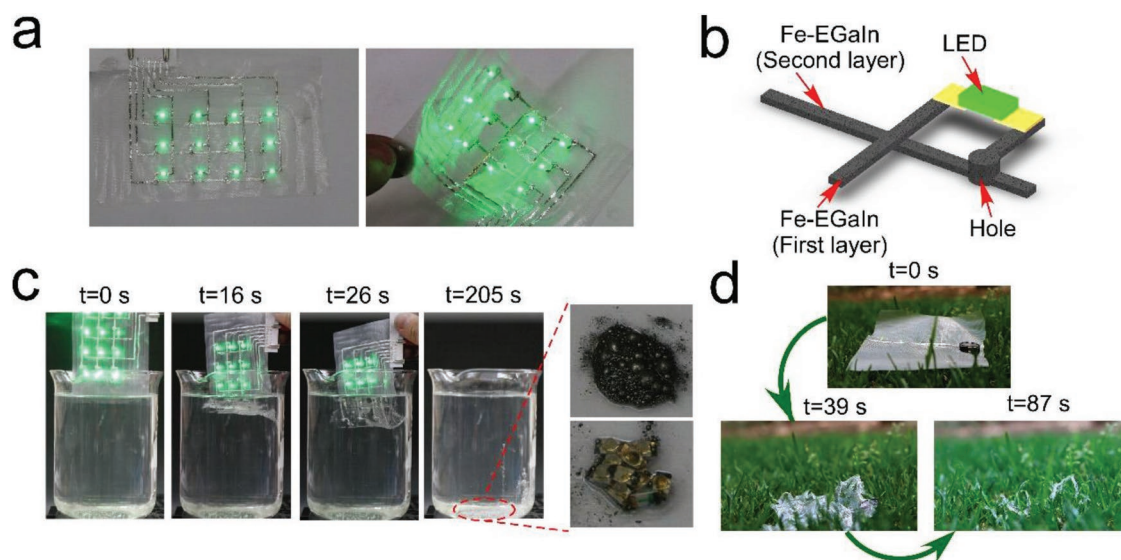 a
b
Fe-EGaIn
(Second layer)
LED
Fe-EGaIn
(First layer)
Hole
c
t=0 s
t=16 s
t=26 s
t=205 s
d
t=0 s
t=39 s
t=87 s